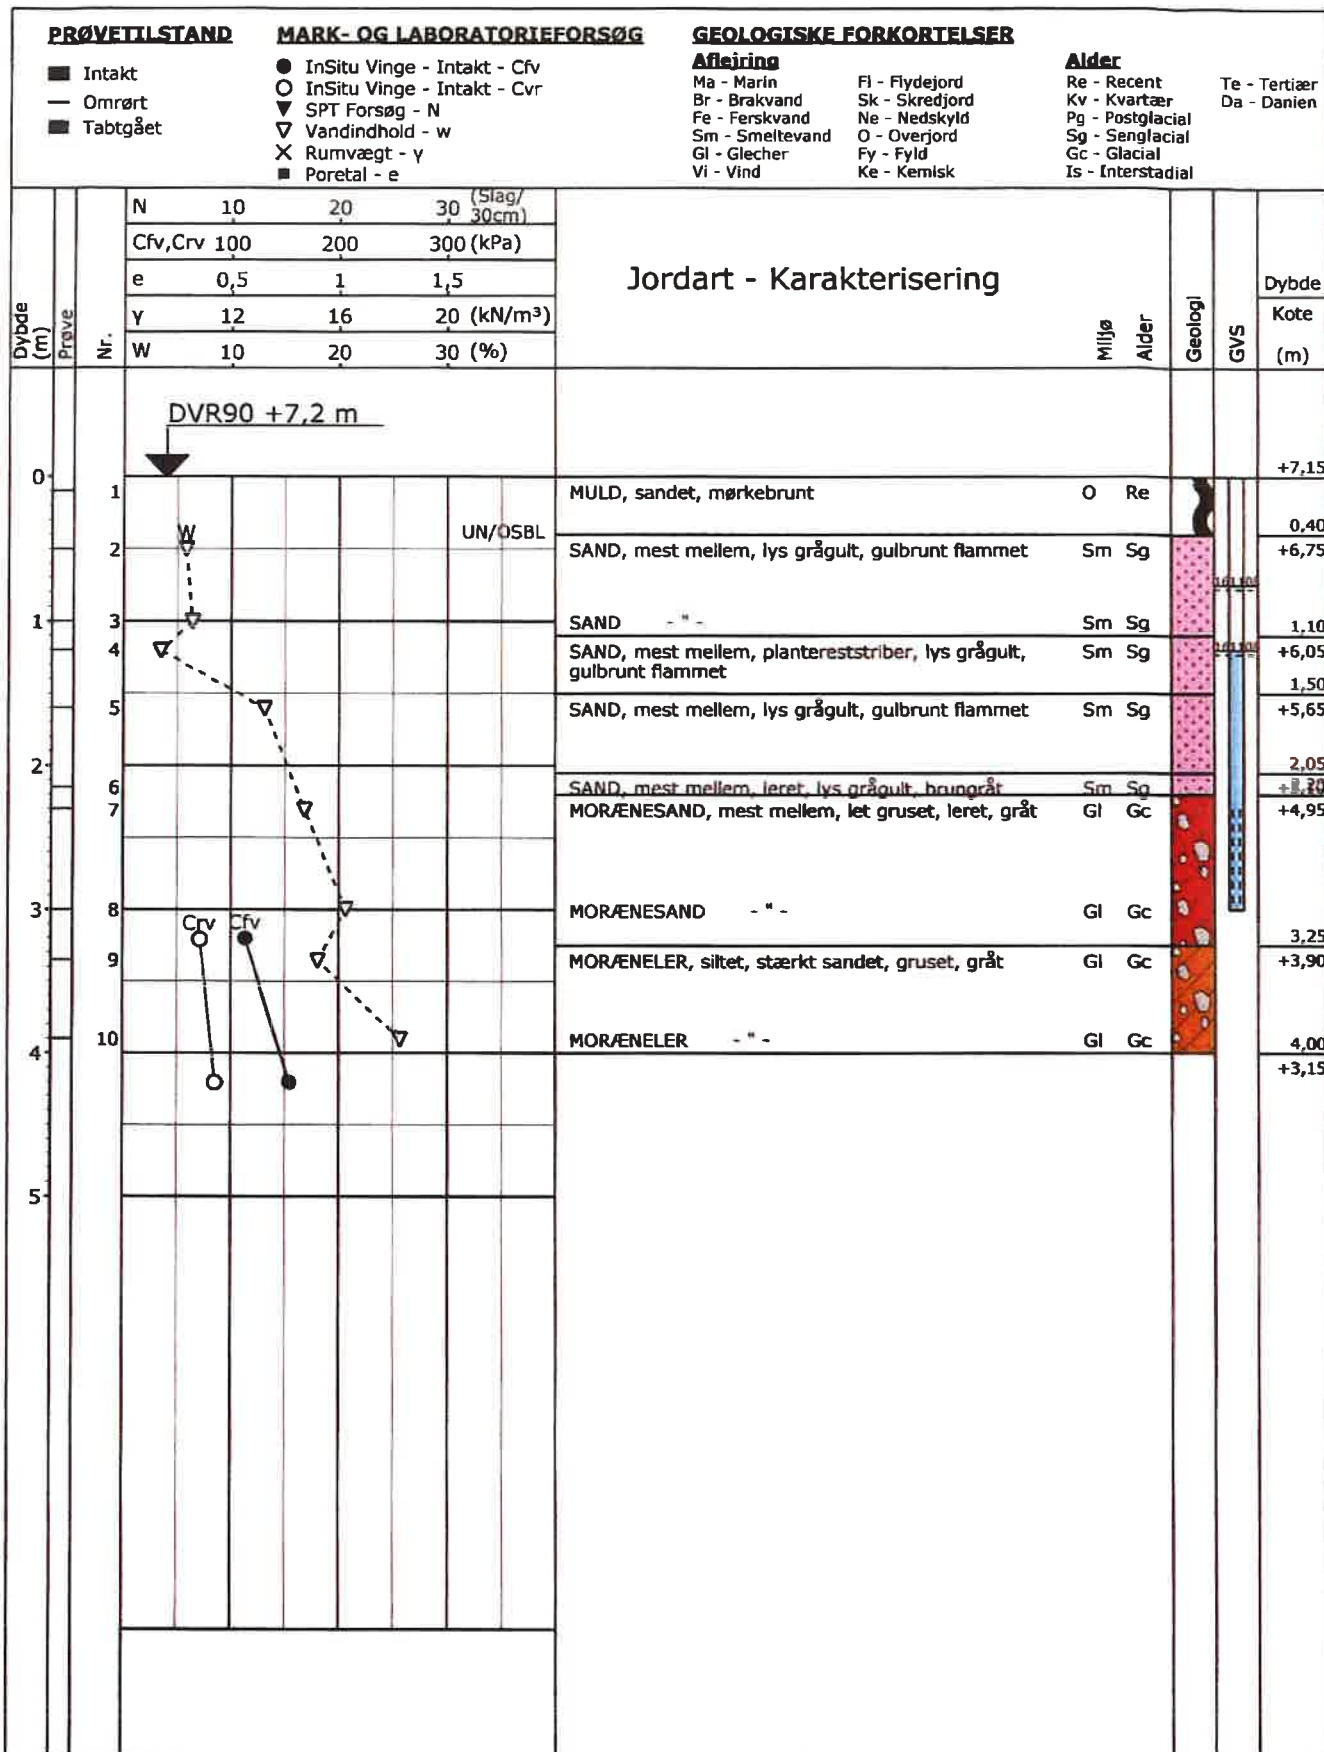 PRØVETILSTAND
Intakt
Omrørt
Tabtgået
MARK- OG LABORATORIEFORSØG
InSitu Vinge - Intakt - Cfv
InSitu Vinge - Intakt - Cvr
SPT Forsøg - N
Vandindhold - w
Rumvægt - γ
Poretal - e
GEOLOGISKE FORKORTELSER
Aflejring
Ma - Marin
Br - Brakvand
Fe - Ferskvand
Sm - Smeltevand
Gl - Glecher
Vi - Vind
Fl - Flydejord
Sk - Skredjord
Ne - Nedskyld
O - Overjord
Fy - Fyld
Ke - Kemisk
Alder
Re - Recent
Kv - Kvartær
Pg - Postglacial
Sg - Senglacial
Gc - Glacial
Is - Interstadial
Te - Tertiær
Da - Danien
Dybde (m)
Prøve
Nr.
N 10 20 30 (Slag/ 30cm)
Cfv,Crv 100 200 300 (kPa)
e 0,5 1 1,5
γ 12 16 20 (kN/m³)
W 10 20 30 (%)
Jordart - Karakterisering
Miljø
Alder
Geologi
GVS
Dybde
Kote
(m)
DVR90 +7,2 m
0
+7,15
1 MULD, sandet, mørkebrunt O Re
W UN/OSBL
0,40
2 SAND, mest mellem, lys grågult, gulbrunt flammet Sm Sg +6,75
1 3 SAND - " - Sm Sg 1,10
4 SAND, mest mellem, plantereststriber, lys grågult, Sm Sg +6,05
gulbrunt flammet
1,50
5 SAND, mest mellem, lys grågult, gulbrunt flammet Sm Sg +5,65
2
2,05
6 SAND, mest mellem, leret, lys grågult, brungråt Sm Sg
7 MORÆNESAND, mest mellem, let gruset, leret, gråt Gl Gc +4,95
3 8 MORÆNESAND - " - Gl Gc
Crv Cfv
3,25
9 MORÆNELER, siltet, stærkt sandet, gruset, gråt Gl Gc +3,90
10 MORÆNELER - " - Gl Gc 4,00
4
+3,15
5